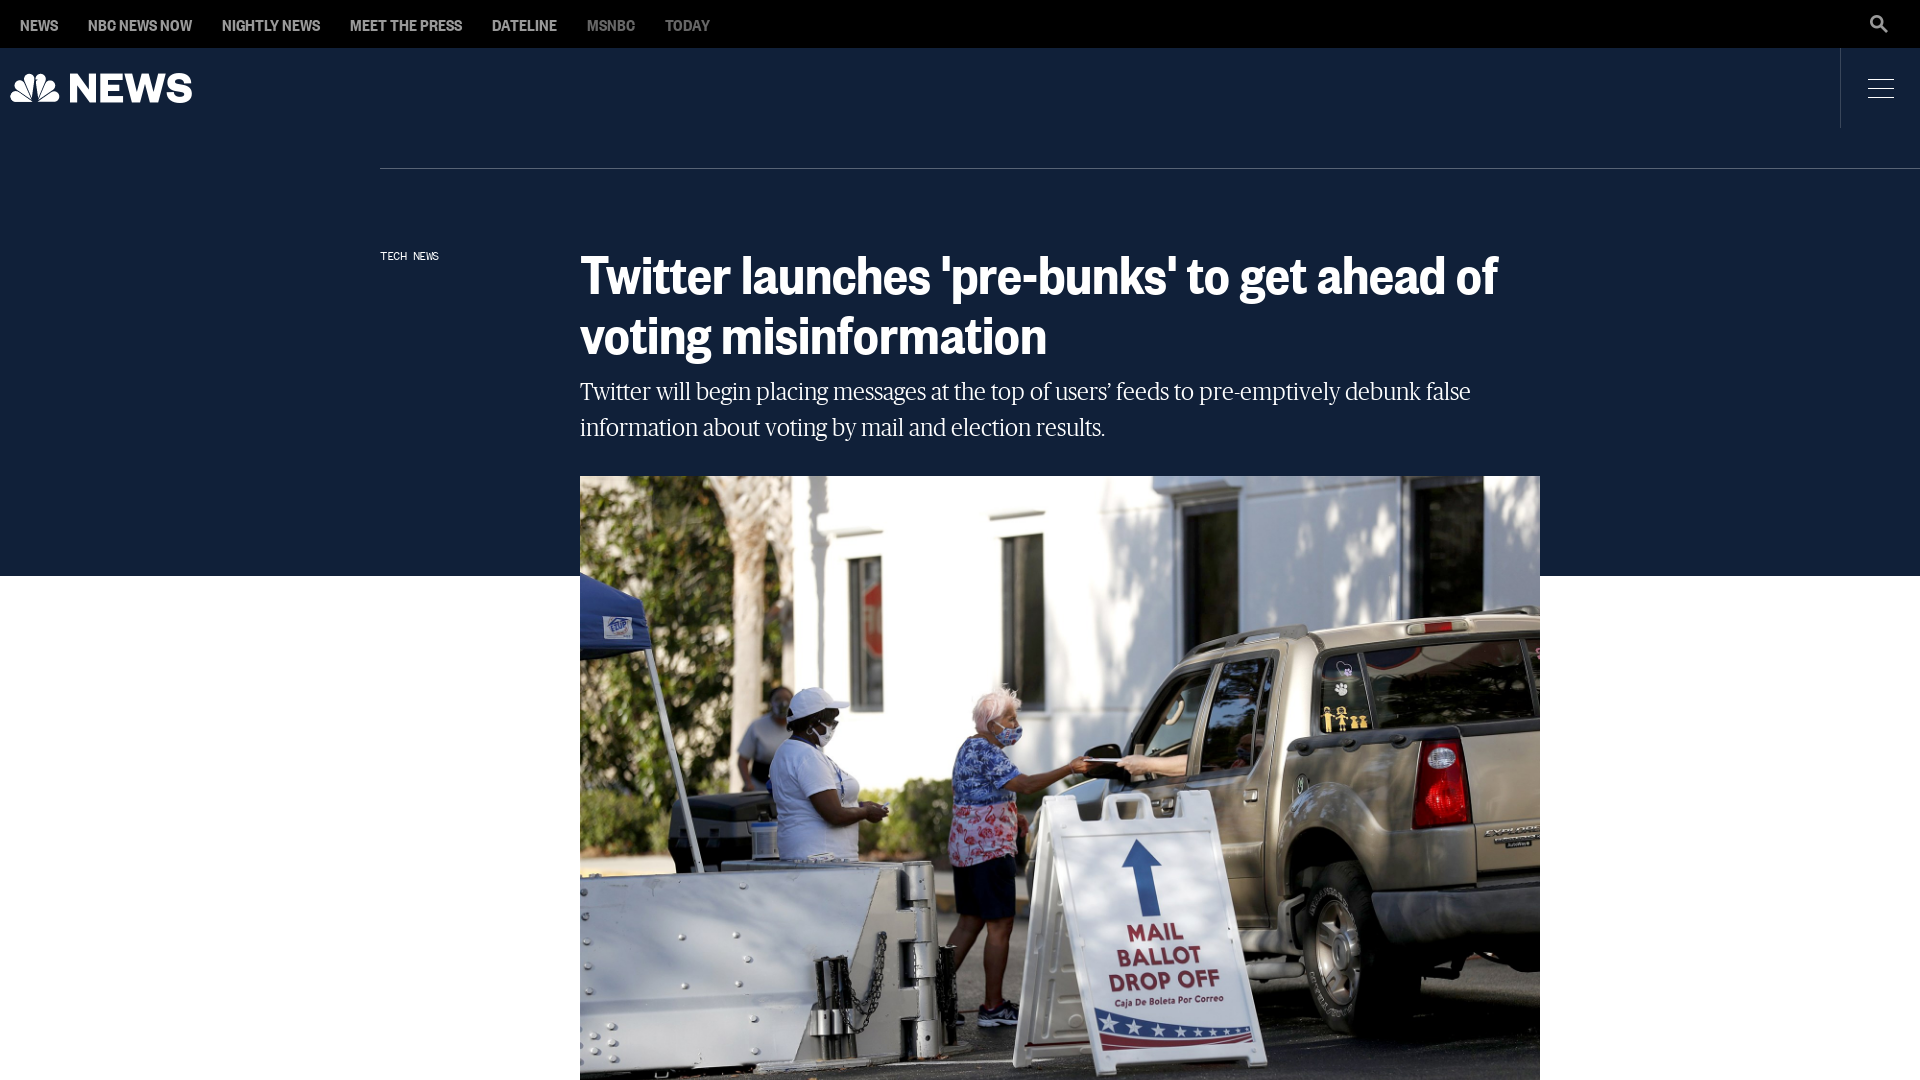 NEWS NBC NEWS NOW NIGHTLY NEWS MEET THE PRESS DATELINE MSNBC TODAY
NEWS
TECH NEWS
Twitter launches 'pre-bunks' to get ahead of
voting misinformation
Twitter will begin placing messages at the top of users’ feeds to pre-emptively debunk false
information about voting by mail and election results.
MAIL
BALLOT
DROP OFF
Caja De Boleta Por Correo